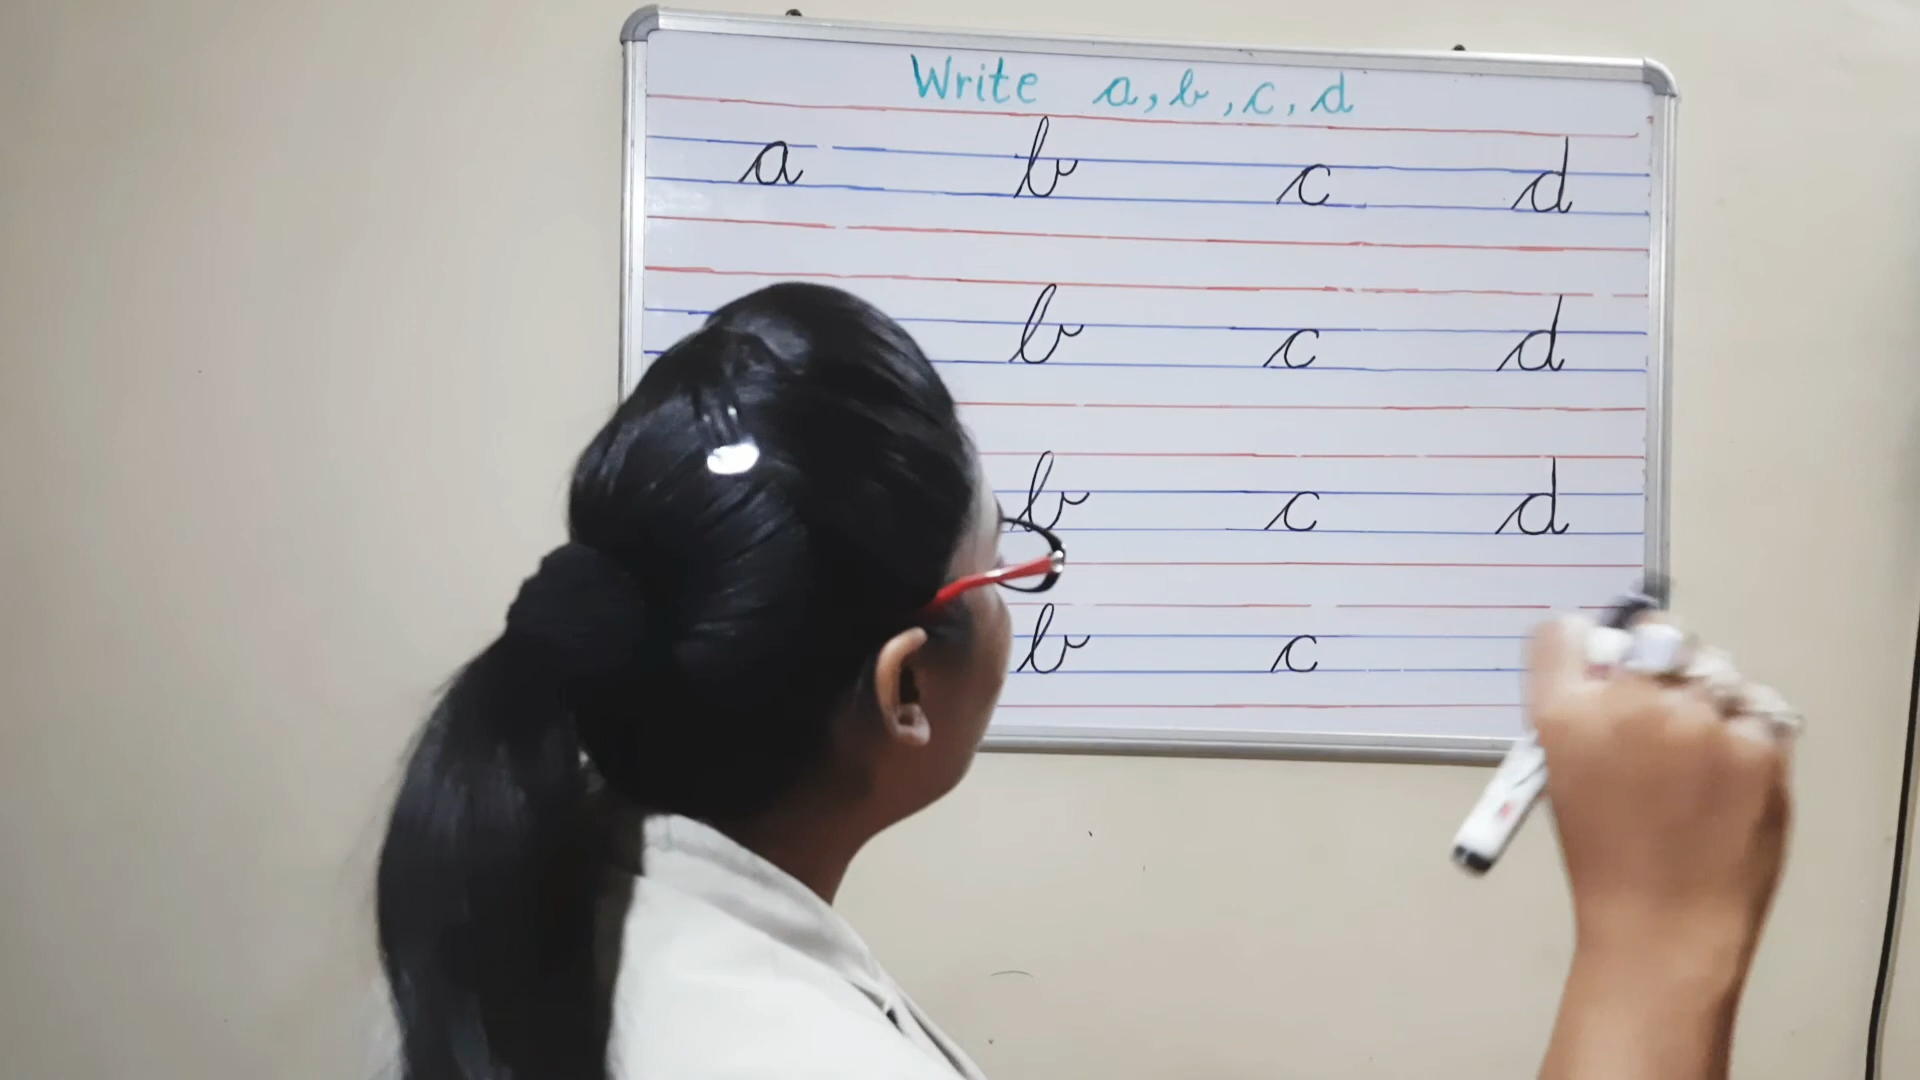 Write a, b, c, d
a b c d
b c d
b c d
b c